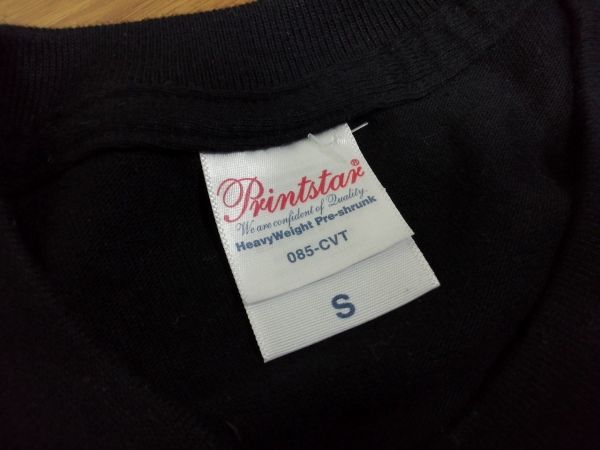 Printstar®
We are confident of Quality.
HeavyWeight Pre-shrunk
085-CVT
S